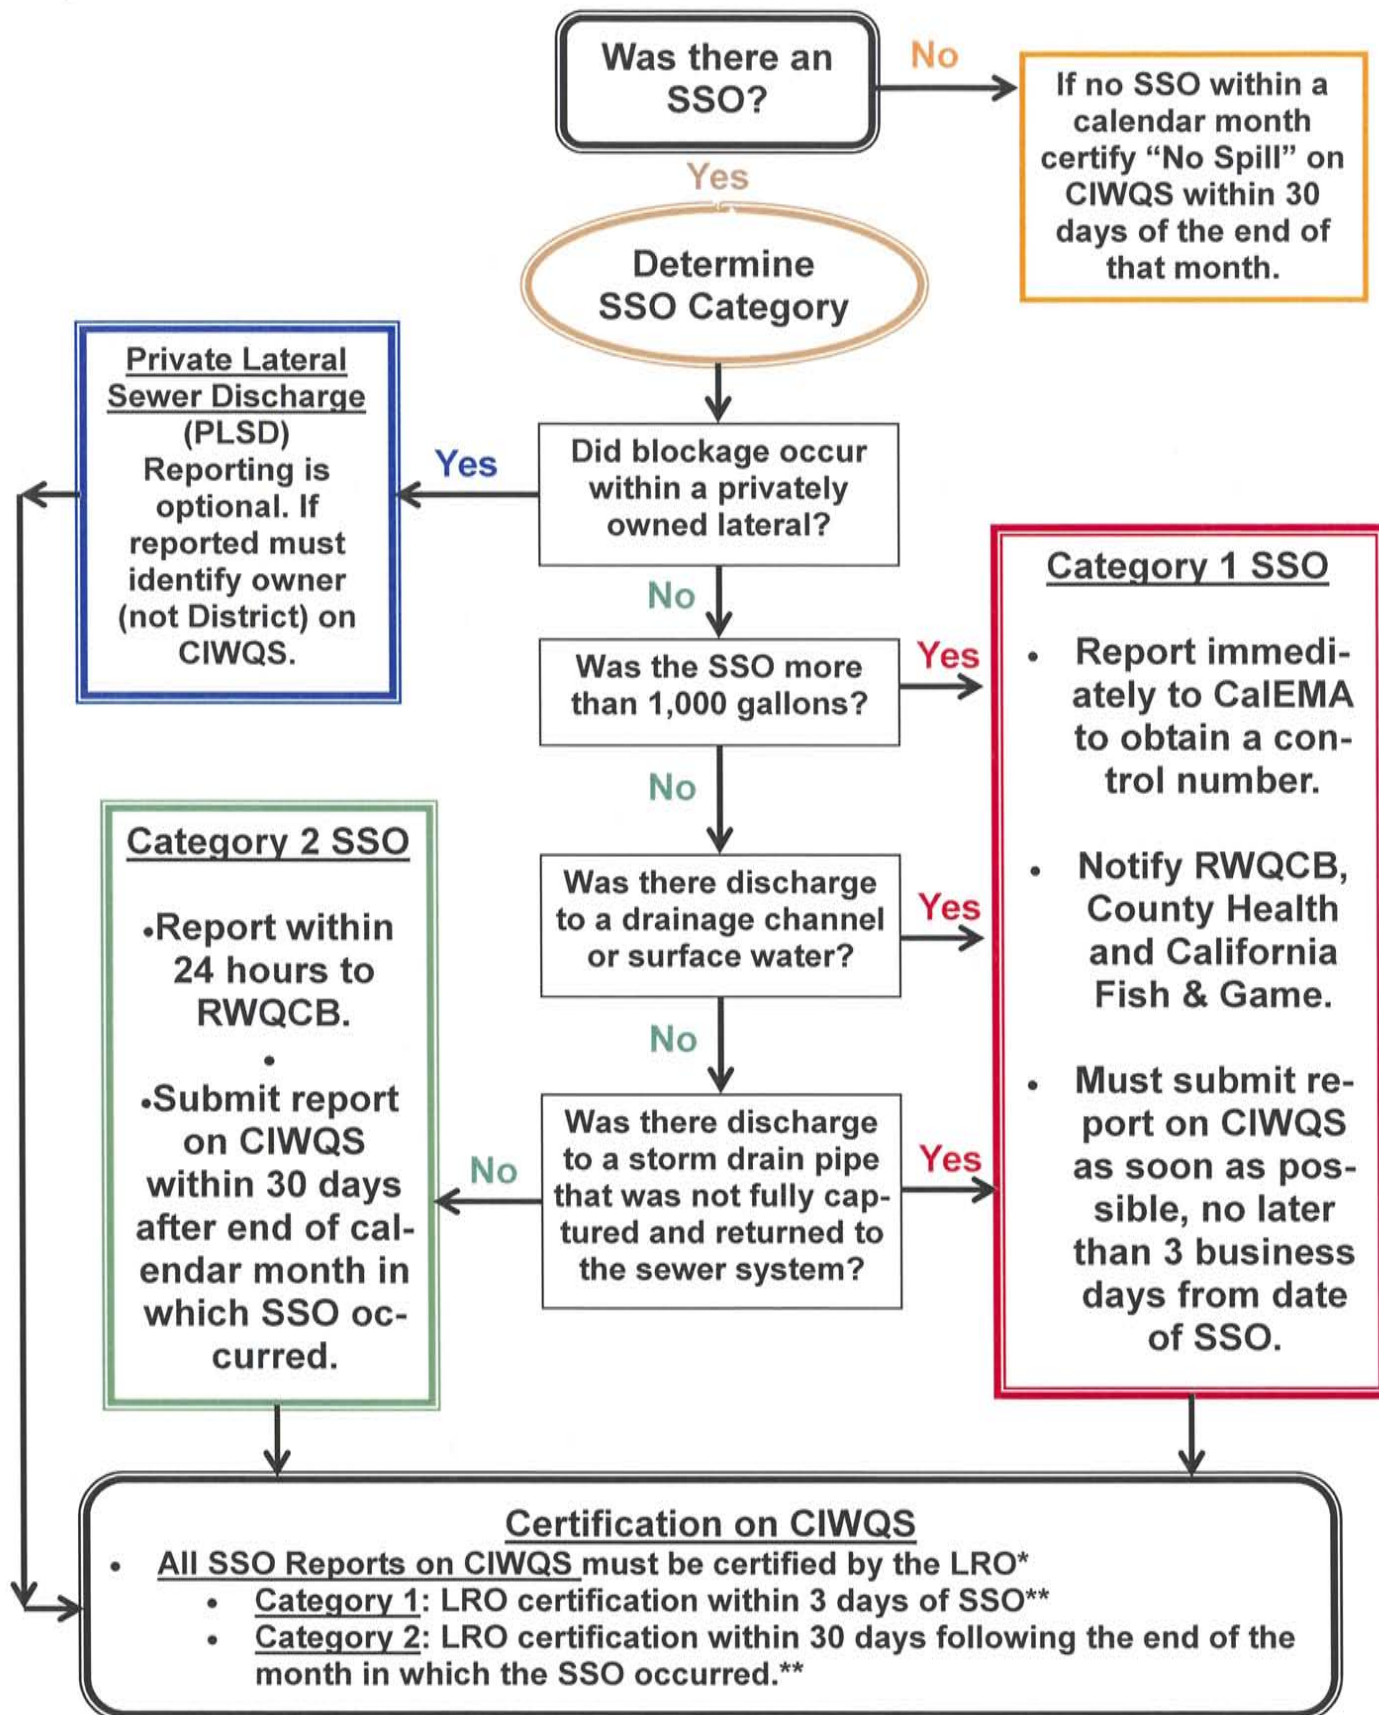 Was there an
SSO?
No
If no SSO within a
calendar month
certify “No Spill” on
CIWQS within 30
days of the end of
that month.
Yes
Determine
SSO Category
Private Lateral
Sewer Discharge
(PLSD)
Reporting is
optional. If
reported must
identify owner
(not District) on
CIWQS.
Yes
Did blockage occur
within a privately
owned lateral?
No
Was the SSO more
than 1,000 gallons?
Yes
Category 1 SSO
• Report immedi-
ately to CalEMA
to obtain a con-
trol number.
• Notify RWQCB,
County Health
and California
Fish & Game.
• Must submit re-
port on CIWQS
as soon as pos-
sible, no later
than 3 business
days from date
of SSO.
No
Was there discharge
to a drainage channel
or surface water?
Yes
Category 2 SSO
•Report within
24 hours to
RWQCB.
•
•Submit report
on CIWQS
within 30 days
after end of cal-
endar month in
which SSO oc-
curred.
No
Was there discharge
to a storm drain pipe
that was not fully cap-
tured and returned to
the sewer system?
Yes
No
Certification on CIWQS
• All SSO Reports on CIWQS must be certified by the LRO*
• Category 1: LRO certification within 3 days of SSO**
• Category 2: LRO certification within 30 days following the end of the
month in which the SSO occurred.**